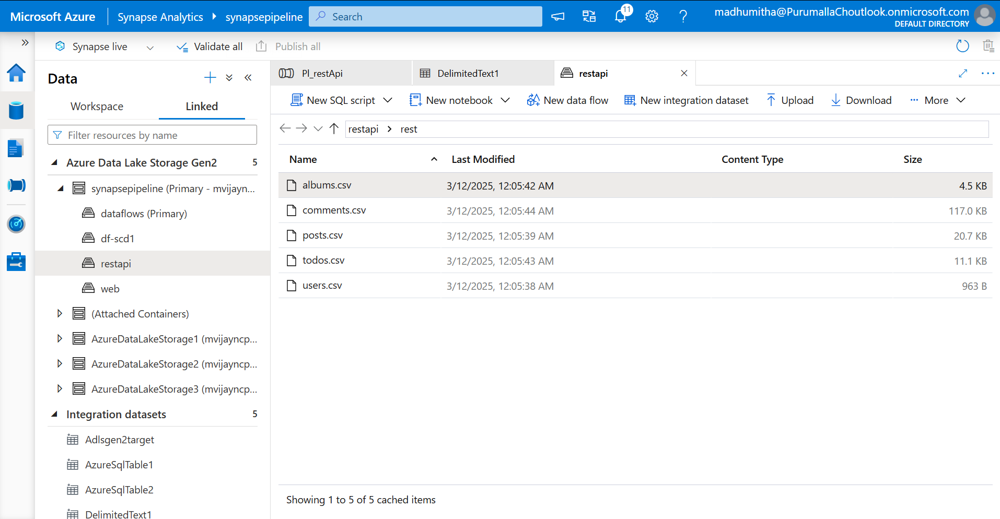 Microsoft Azure
Synapse Analytics
synapsepipeline
Search
11
madhumitha@PurumallaChoutlook.onmicrosoft.com
DEFAULT DIRECTORY
Synapse live
Validate all
Publish all
Data
Workspace
Linked
Filter resources by name
Azure Data Lake Storage Gen2 5
synapsepipeline (Primary - mvijayn...
dataflows (Primary)
df-scd1
restapi
web
(Attached Containers)
AzureDataLakeStorage1 (mvijayncp...
AzureDataLakeStorage2 (mvijayncp...
AzureDataLakeStorage3 (mvijayncp...
Integration datasets 5
Adlsgen2target
AzureSqlTable1
AzureSqlTable2
DelimitedText1
Pl_restApi
DelimitedText1
restapi
New SQL script
New notebook
New data flow
New integration dataset
Upload
Download
More
restapi > rest
Name Last Modified Content Type Size
albums.csv 3/12/2025, 12:05:42 AM 4.5 KB
comments.csv 3/12/2025, 12:05:44 AM 117.0 KB
posts.csv 3/12/2025, 12:05:39 AM 20.7 KB
todos.csv 3/12/2025, 12:05:43 AM 11.1 KB
users.csv 3/12/2025, 12:05:38 AM 963 B
Showing 1 to 5 of 5 cached items